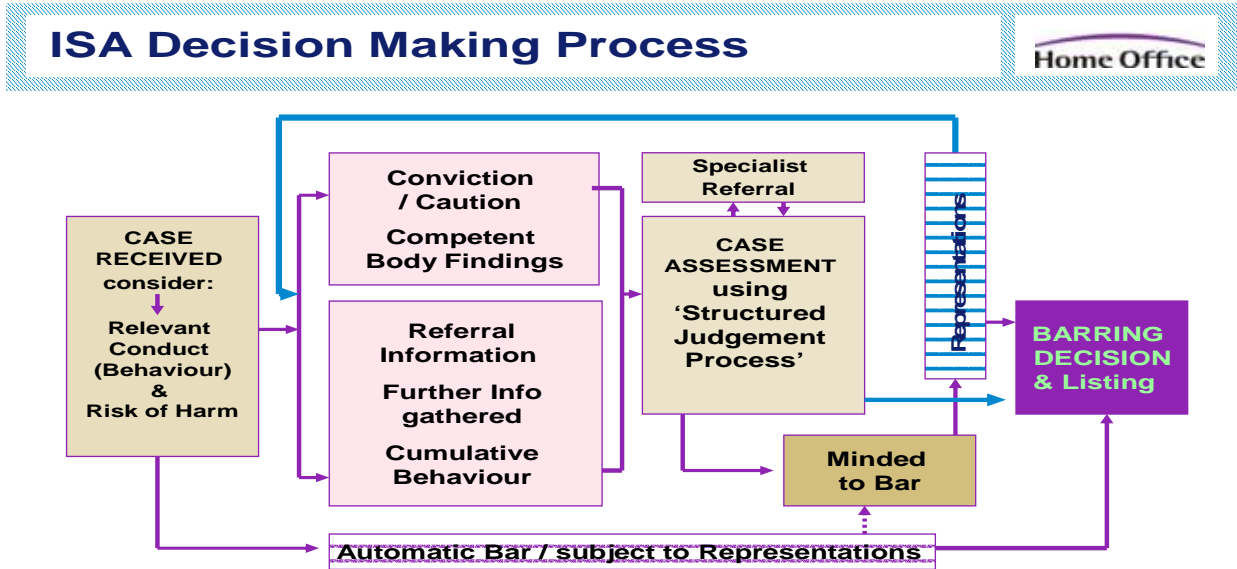 ISA Decision Making Process
Home Office
CASE
RECEIVED
consider:
Relevant
Conduct
(Behaviour)
&
Risk of Harm
Conviction
/ Caution
Competent
Body Findings
Referral
Information
Further Info
gathered
Cumulative
Behaviour
Specialist
Referral
CASE
ASSESSMENT
using
‘Structured
Judgement
Process’
Minded
to Bar
Representations
BARRING
DECISION
& Listing
Automatic Bar / subject to Representations